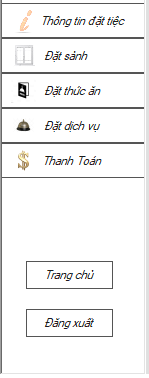 Thông tin đặt tiệc
Đặt sảnh
Đặt thức ăn
Đặt dịch vụ
Thanh Toán
Trang chủ
Đăng xuất